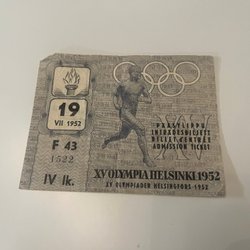 19
VII 1952
F 43
1522
IV lk.
XV
PÄÄSYLIPPU
INTRÄDESBILJETT
BILLET D'ENTRÉE
ADMISSION TICKET
XV OLYMPIA HELSINKI 1952
XV OLYMPIADEN HELSINGFORS 1952